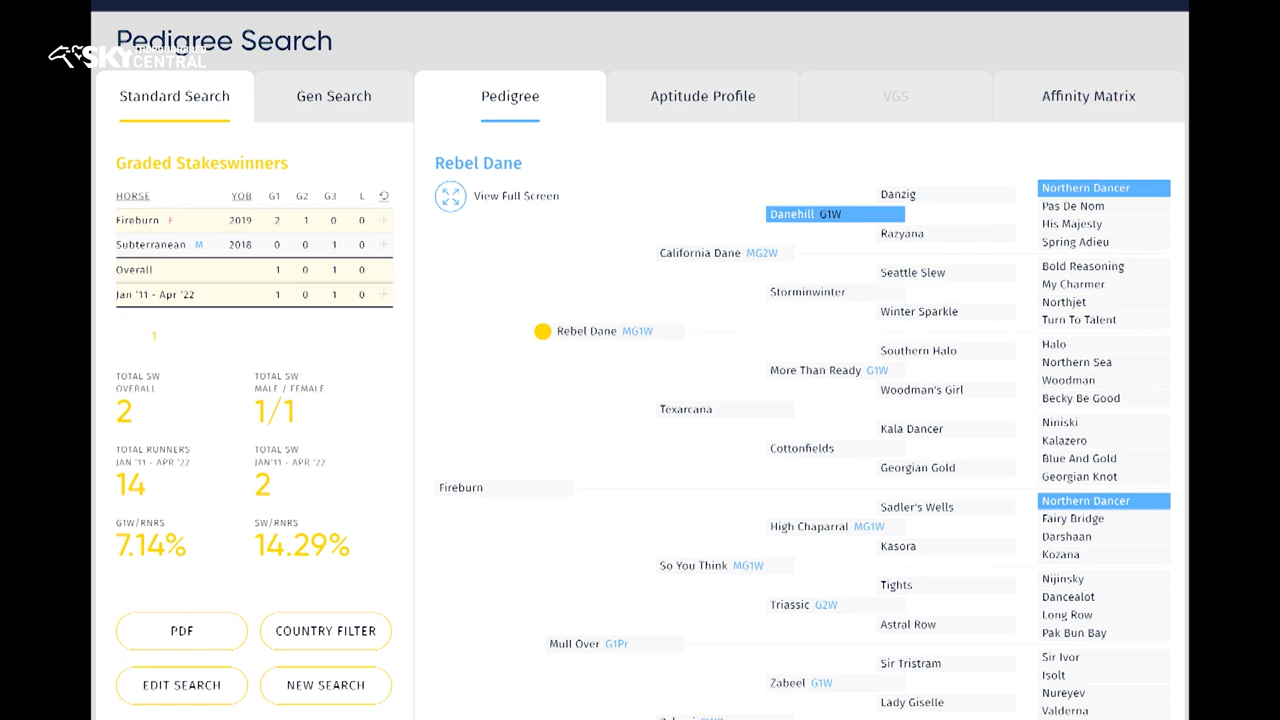 Pedigree Search
SKY THOROUGHBRED CENTRAL
Standard Search
Gen Search
Pedigree
Aptitude Profile
VGS
Affinity Matrix
Graded Stakeswinners
HORSE YOB G1 G2 G3 L
Fireburn F 2019 2 1 0 0 +
Subterranean M 2018 0 0 1 0 +
Overall 1 0 1 0
Jan '11 - Apr '22 1 0 1 0 +
1
TOTAL SW OVERALL
2
TOTAL SW MALE / FEMALE
1/1
TOTAL RUNNERS JAN '11 - APR '22
14
TOTAL SW JAN'11 - APR '22
2
G1W/RNRS
7.14%
SW/RNRS
14.29%
PDF
COUNTRY FILTER
EDIT SEARCH
NEW SEARCH
Rebel Dane
View Full Screen
Fireburn
Rebel Dane MG1W
Mull Over G1Pr
California Dane MG2W
Texarcana
So You Think MG1W
Danehill G1W
Storminwinter
More Than Ready G1W
Cottonfields
High Chaparral MG1W
Triassic G2W
Zabeel G1W
Danzig
Razyana
Seattle Slew
Winter Sparkle
Southern Halo
Woodman's Girl
Kala Dancer
Georgian Gold
Sadler's Wells
Kasora
Tights
Astral Row
Sir Tristram
Lady Giselle
Northern Dancer
Pas De Nom
His Majesty
Spring Adieu
Bold Reasoning
My Charmer
Northjet
Turn To Talent
Halo
Northern Sea
Woodman
Becky Be Good
Niniski
Kalazero
Blue And Gold
Georgian Knot
Northern Dancer
Fairy Bridge
Darshaan
Kozana
Nijinsky
Dancealot
Long Row
Pak Bun Bay
Sir Ivor
Isolt
Nureyev
Valderna